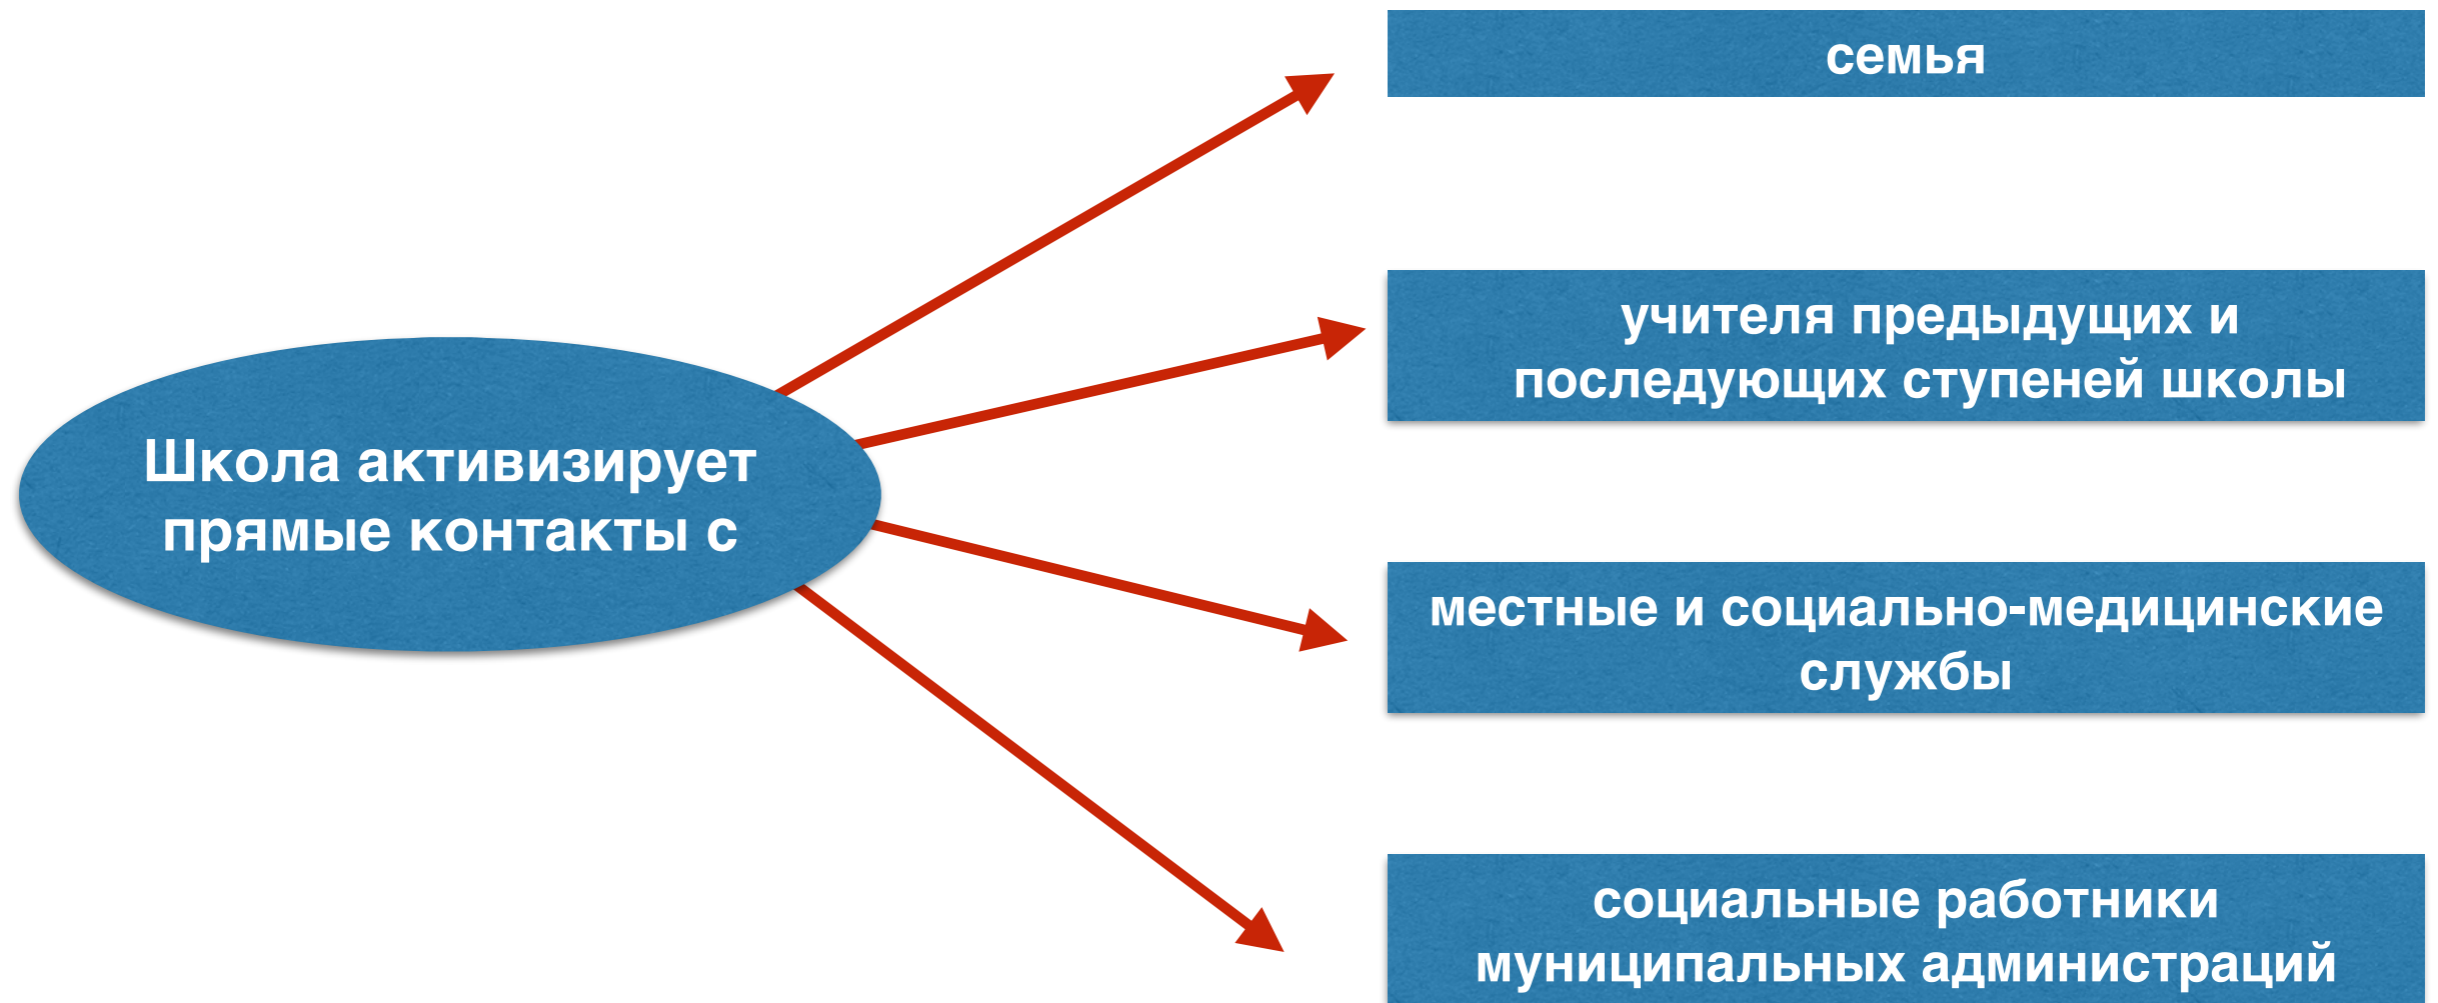 семья
учителя предыдущих и
последующих ступеней школы
Школа активизирует
прямые контакты с
местные и социально-медицинские
службы
социальные работники
муниципальных администраций